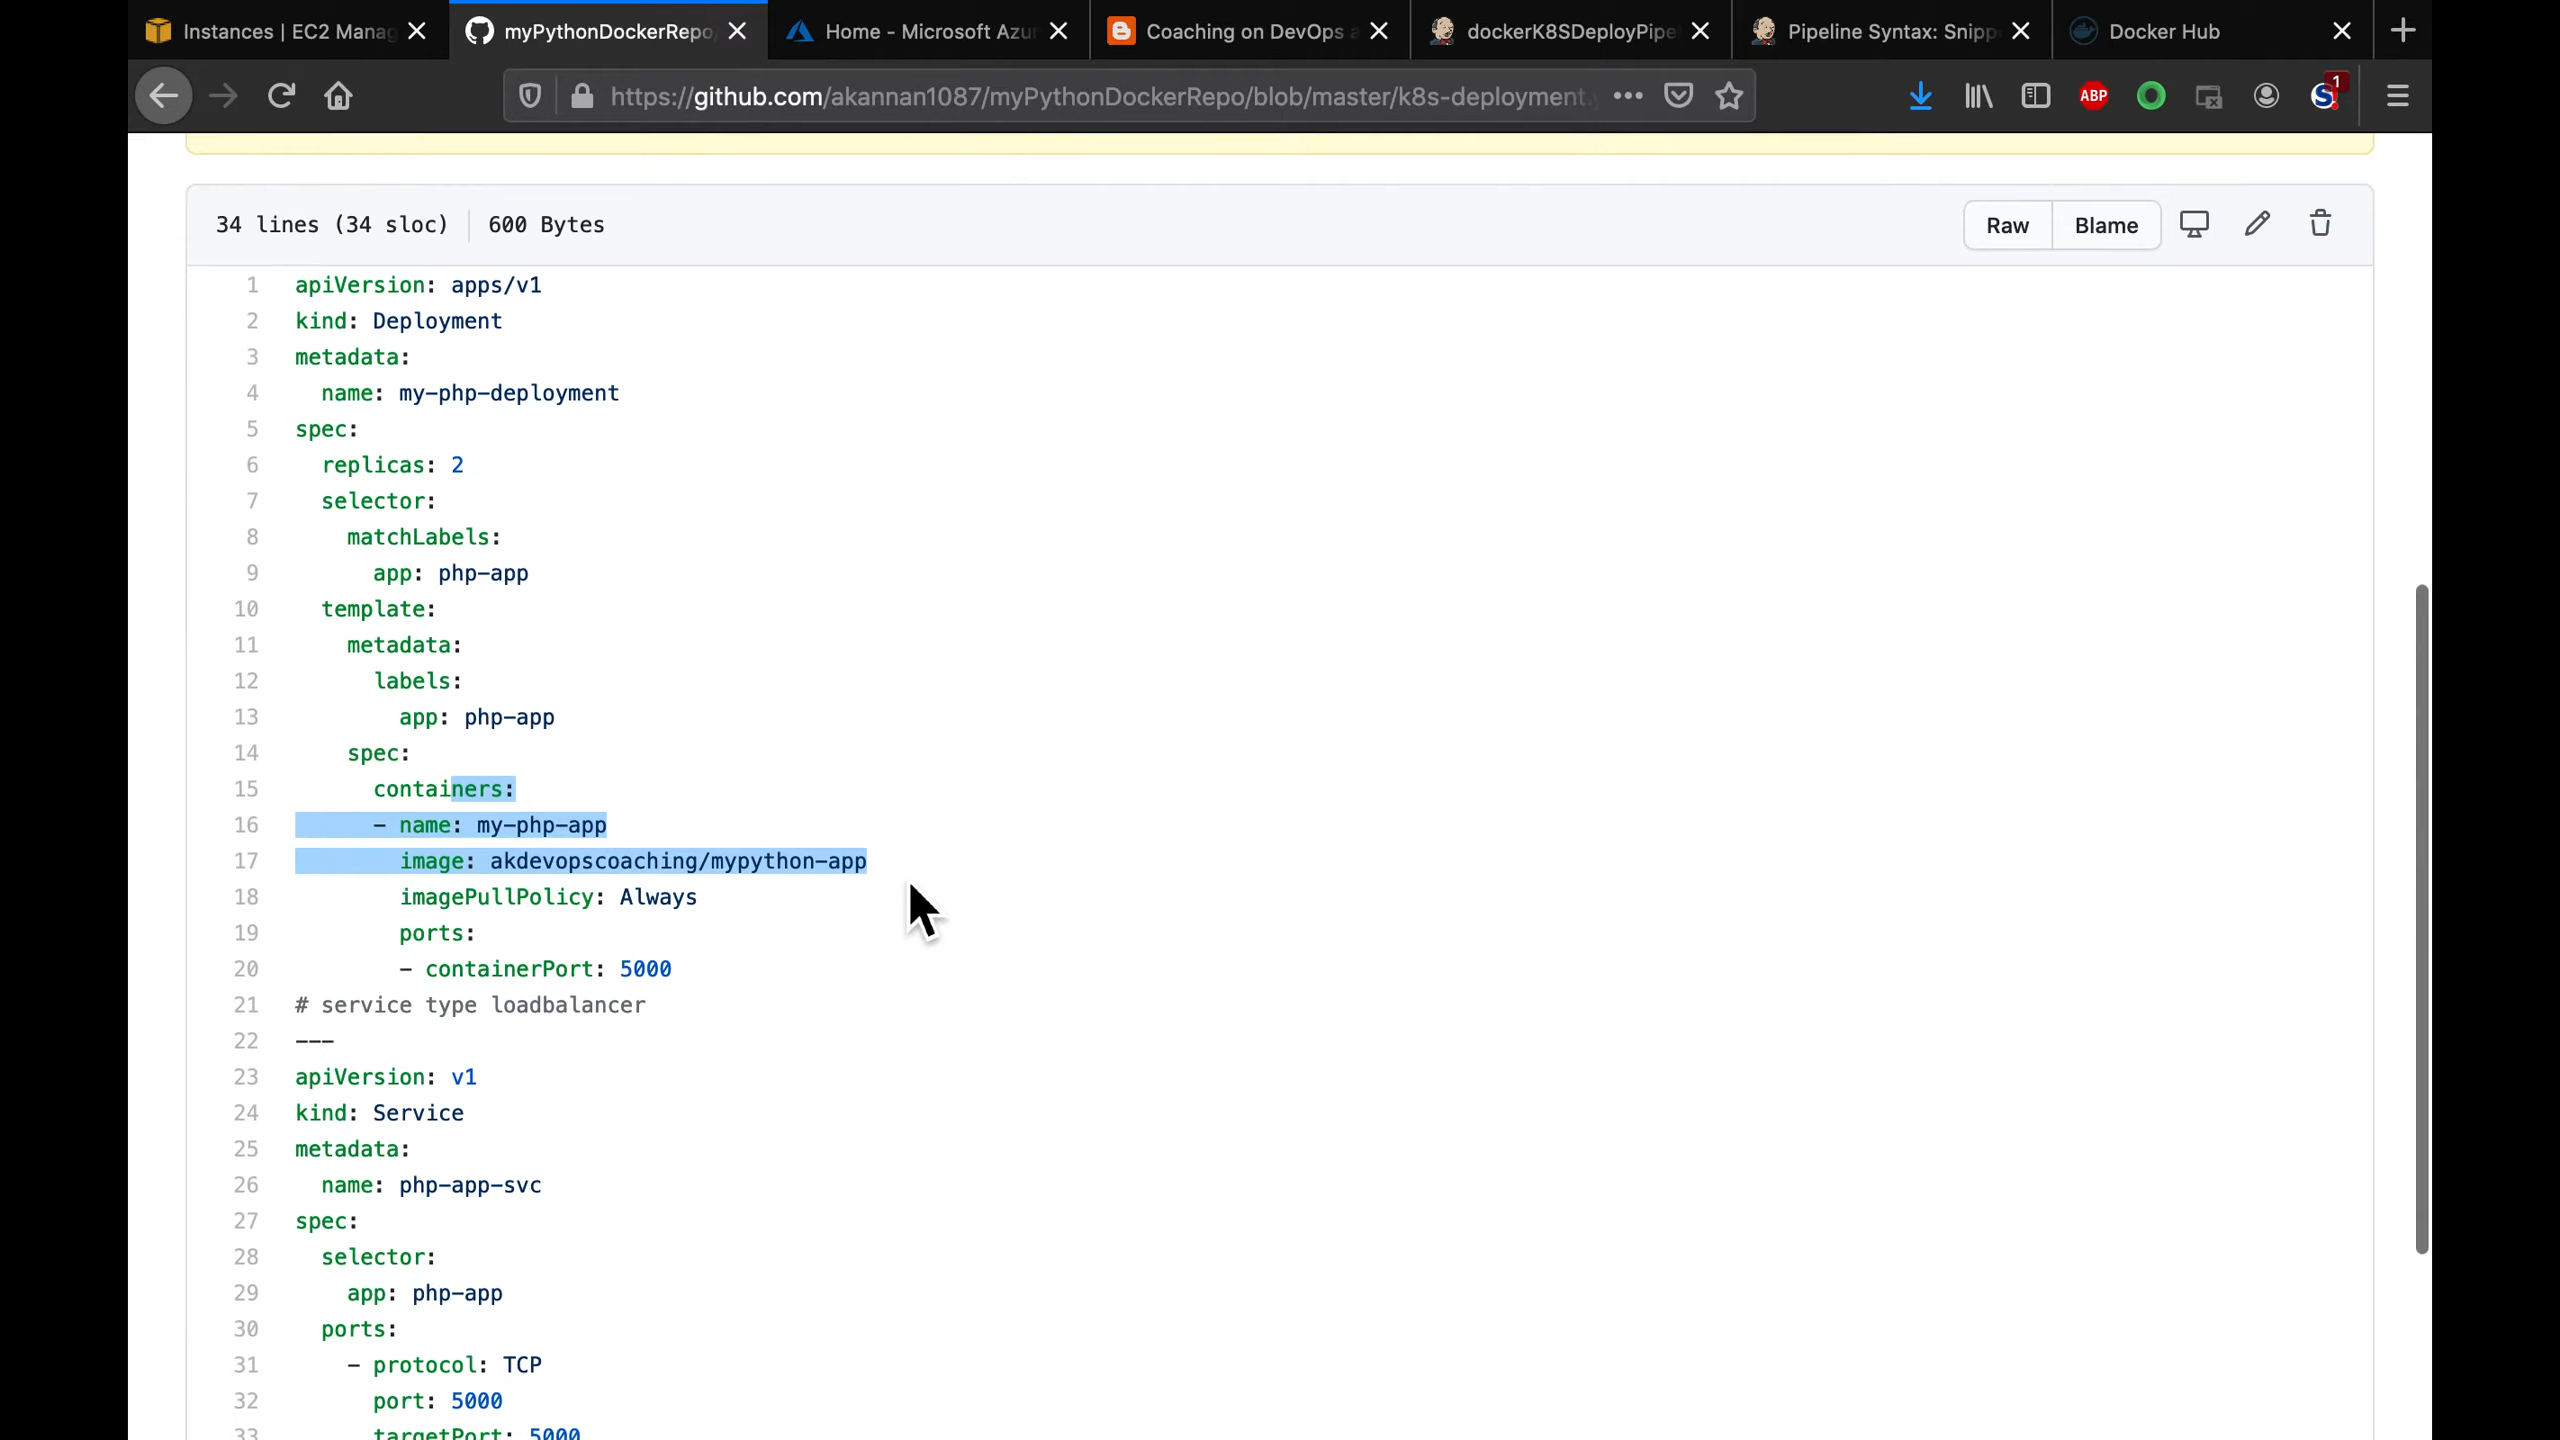 Instances | EC2 Manag
myPythonDockerRepo
Home - Microsoft Azu
Coaching on DevOps a
dockerK8SDeployPipe
Pipeline Syntax: Snipp
Docker Hub
https://github.com/akannan1087/myPythonDockerRepo/blob/master/k8s-deployment.
ABP
S
1
34 lines (34 sloc)
600 Bytes
Raw
Blame
1 apiVersion: apps/v1
2 kind: Deployment
3 metadata:
4   name: my-php-deployment
5 spec:
6   replicas: 2
7   selector:
8     matchLabels:
9       app: php-app
10   template:
11     metadata:
12       labels:
13         app: php-app
14     spec:
15       containers:
16       - name: my-php-app
17         image: akdevopscoaching/mypython-app
18         imagePullPolicy: Always
19         ports:
20         - containerPort: 5000
21 # service type loadbalancer
22 ---
23 apiVersion: v1
24 kind: Service
25 metadata:
26   name: php-app-svc
27 spec:
28   selector:
29     app: php-app
30   ports:
31     - protocol: TCP
32       port: 5000
33       targetPort: 5000